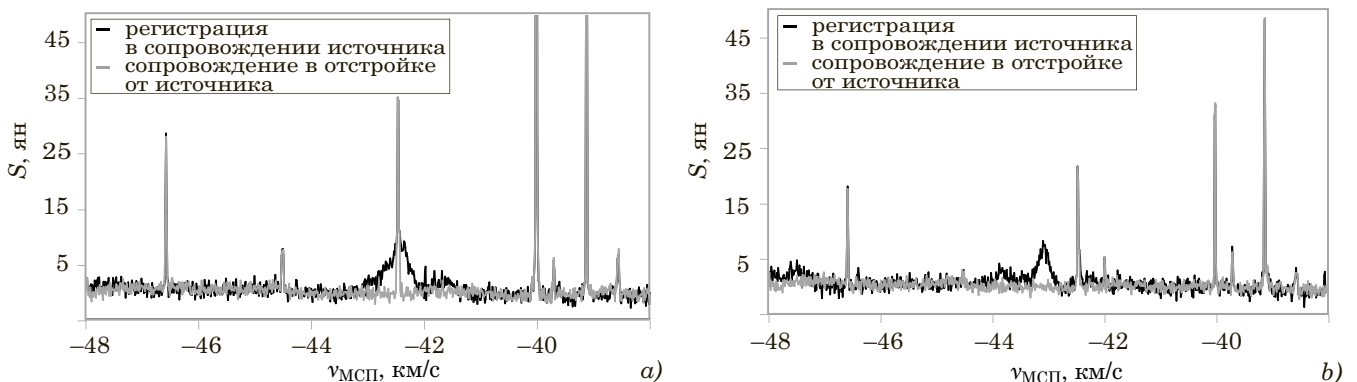 45
35
25
15
5
S, ян
регистрация
в сопровождении источника
сопровождение в отстройке
от источника
−48
−46
−44
−42
−40
vМСП, км/с
a)
45
35
25
15
5
S, ян
регистрация
в сопровождении источника
сопровождение в отстройке
от источника
−48
−46
−44
−42
−40
vМСП, км/с
b)